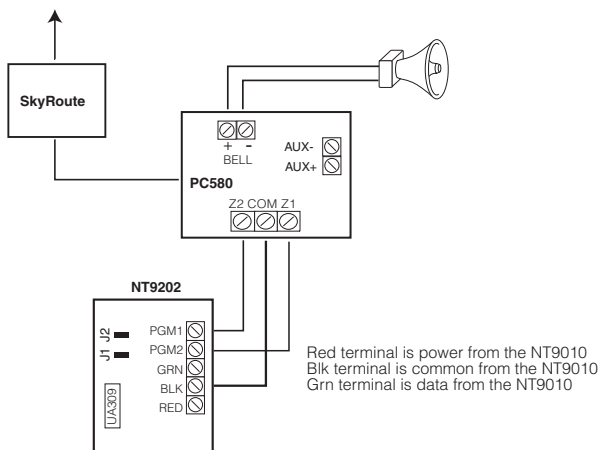 SkyRoute
+ -
BELL
AUX-
AUX+
PC580
Z2 COM Z1
NT9202
J2
J1
UA309
PGM1
PGM2
GRN
BLK
RED
Red terminal is power from the NT9010
Blk terminal is common from the NT9010
Grn terminal is data from the NT9010